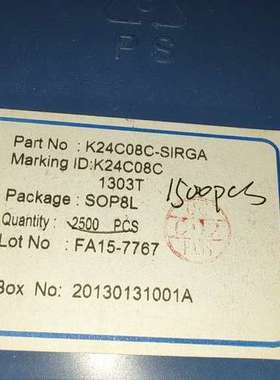 PS
Part No : K24C08C-SIRGA
Marking ID:K24C08C
1303T
1500pcs
Package : SOP8L
Quantity : 2500 PCS
Lot No : FA15-7767
Box No: 20130131001A